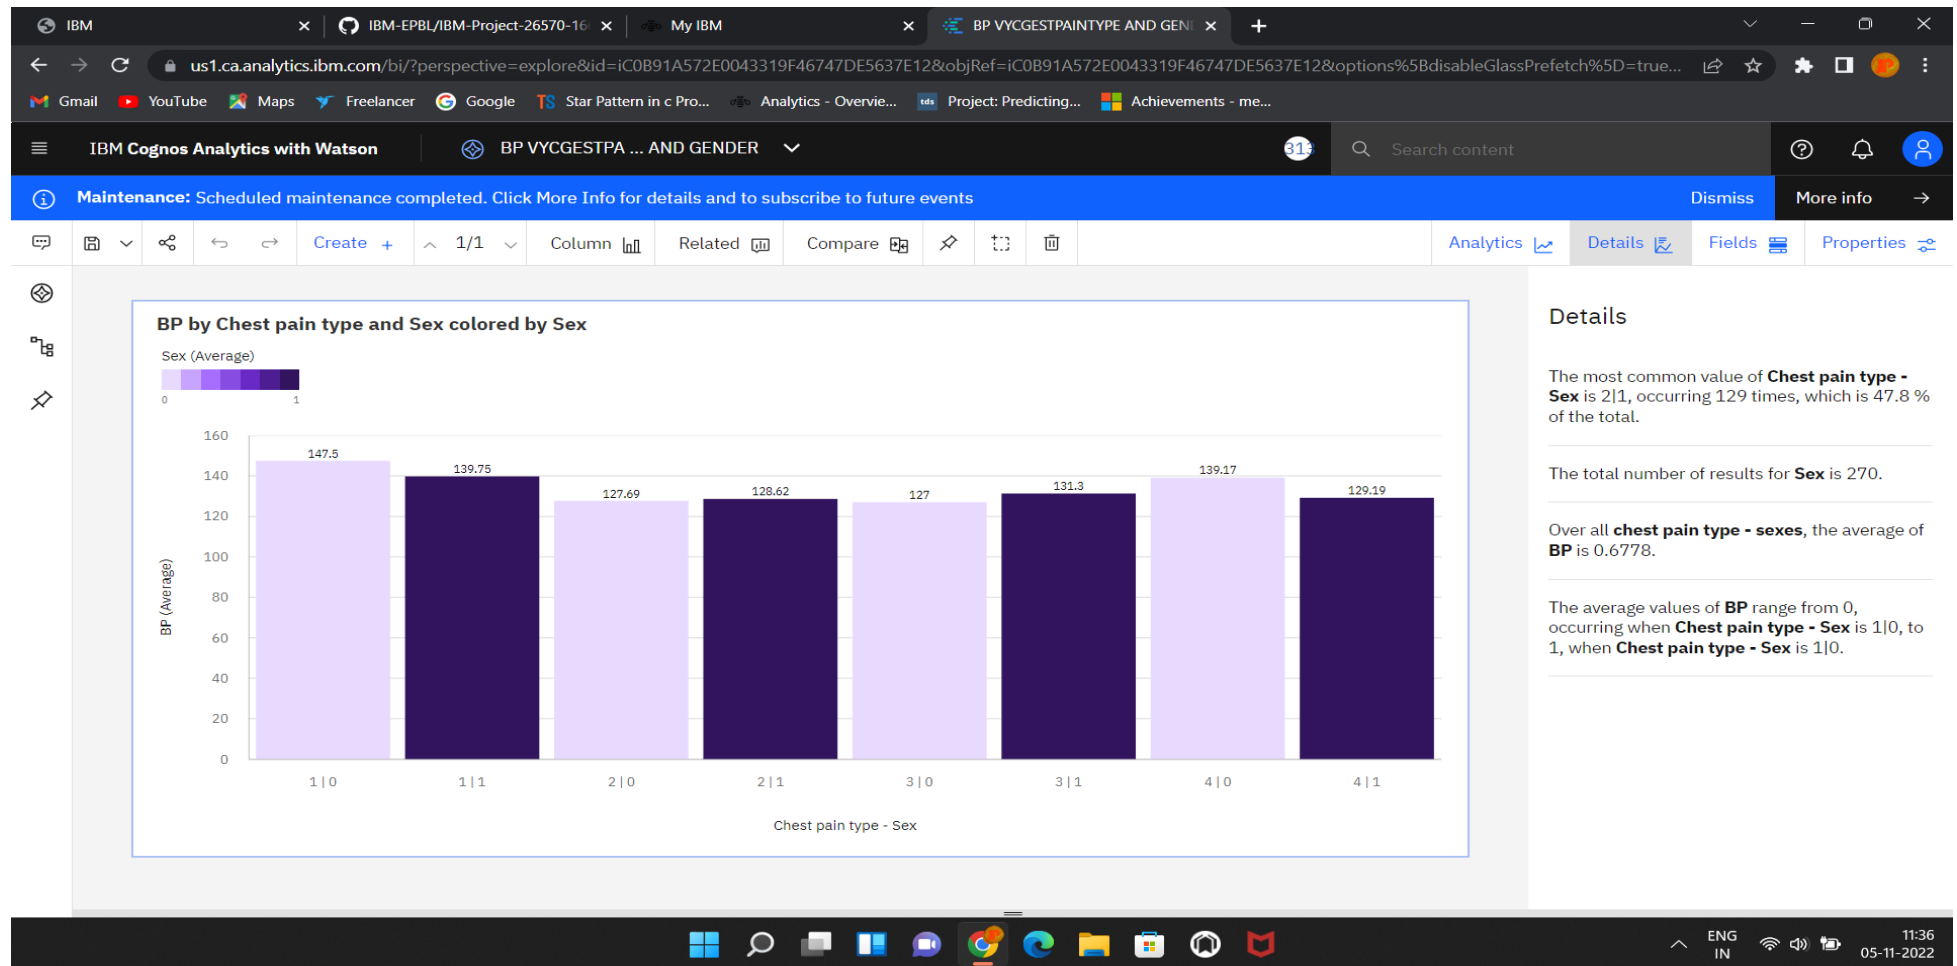 IBM
IBM-EPBL/IBM-Project-26570-16
My IBM
BP VYCGESTPAINTYPE AND GEN
us1.ca.analytics.ibm.com/bi/?perspective=explore&id=iC0B91A572E0043319F46747DE5637E12&objRef=iC0B91A572E0043319F46747DE5637E12&options%5BdisableGlassPrefetch%5D=true...
Gmail YouTube Maps Freelancer Google TS Star Pattern in c Pro... Analytics - Overvie... tds Project: Predicting... Achievements - me...
IBM Cognos Analytics with Watson
BP VYCGESTPA ... AND GENDER
313
Search content
Maintenance: Scheduled maintenance completed. Click More Info for details and to subscribe to future events
Dismiss
More info
Create + 1/1 Column Related Compare
Analytics Details Fields Properties
BP by Chest pain type and Sex colored by Sex
Sex (Average)
0 1
160
140
120
100
80
60
40
20
0
BP (Average)
147.5
139.75
127.69
128.62
127
131.3
139.17
129.19
1|0 1|1 2|0 2|1 3|0 3|1 4|0 4|1
Chest pain type - Sex
Details
The most common value of Chest pain type -
Sex is 2|1, occurring 129 times, which is 47.8 %
of the total.
The total number of results for Sex is 270.
Over all chest pain type - sexes, the average of
BP is 0.6778.
The average values of BP range from 0,
occurring when Chest pain type - Sex is 1|0, to
1, when Chest pain type - Sex is 1|0.
ENG
IN
11:36
05-11-2022